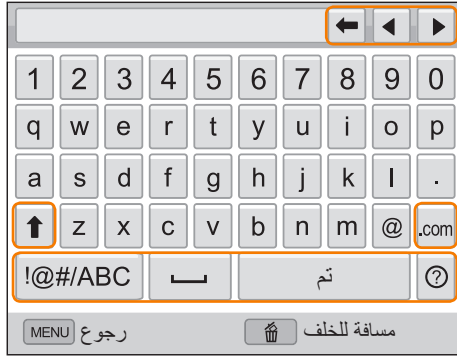 1 2 3 4 5 6 7 8 9 0
q w e r t y u i o p
a s d f g h j k l .
z x c v b n m @ .com
!@#/ABC تم ?
مسافة للخلف MENU رجوع